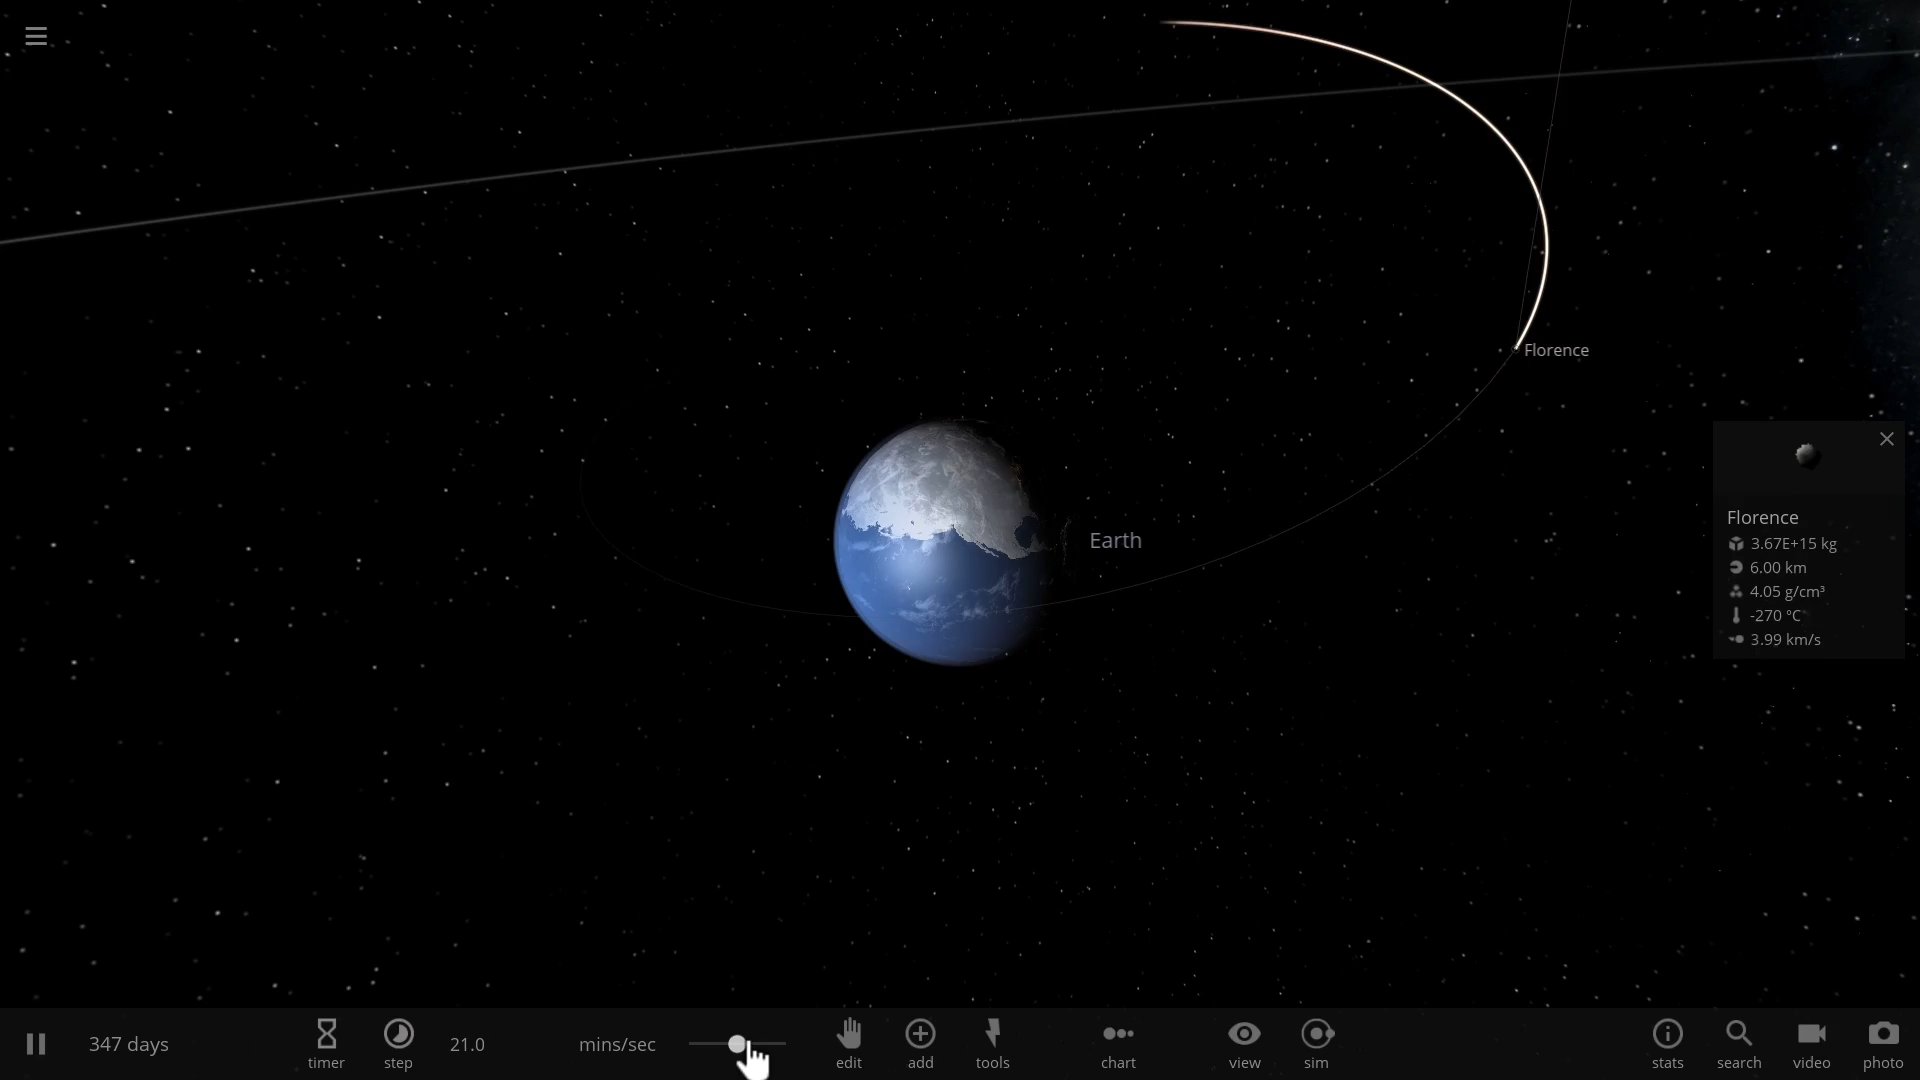 Florence
Earth
Florence
3.67E+15 kg
6.00 km
4.05 g/cm³
-270 °C
3.99 km/s
347 days
timer
step
21.0
mins/sec
edit
add
tools
chart
view
sim
stats
search
video
photo